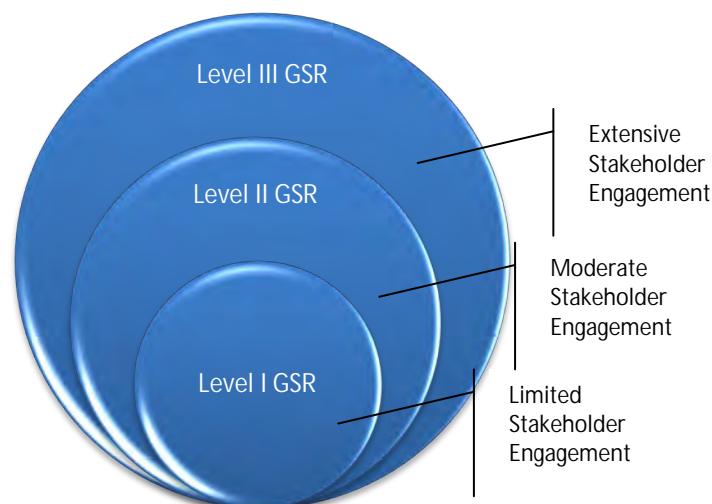 Level III GSR
Extensive
Stakeholder
Engagement
Level II GSR
Moderate
Stakeholder
Engagement
Level I GSR
Limited
Stakeholder
Engagement